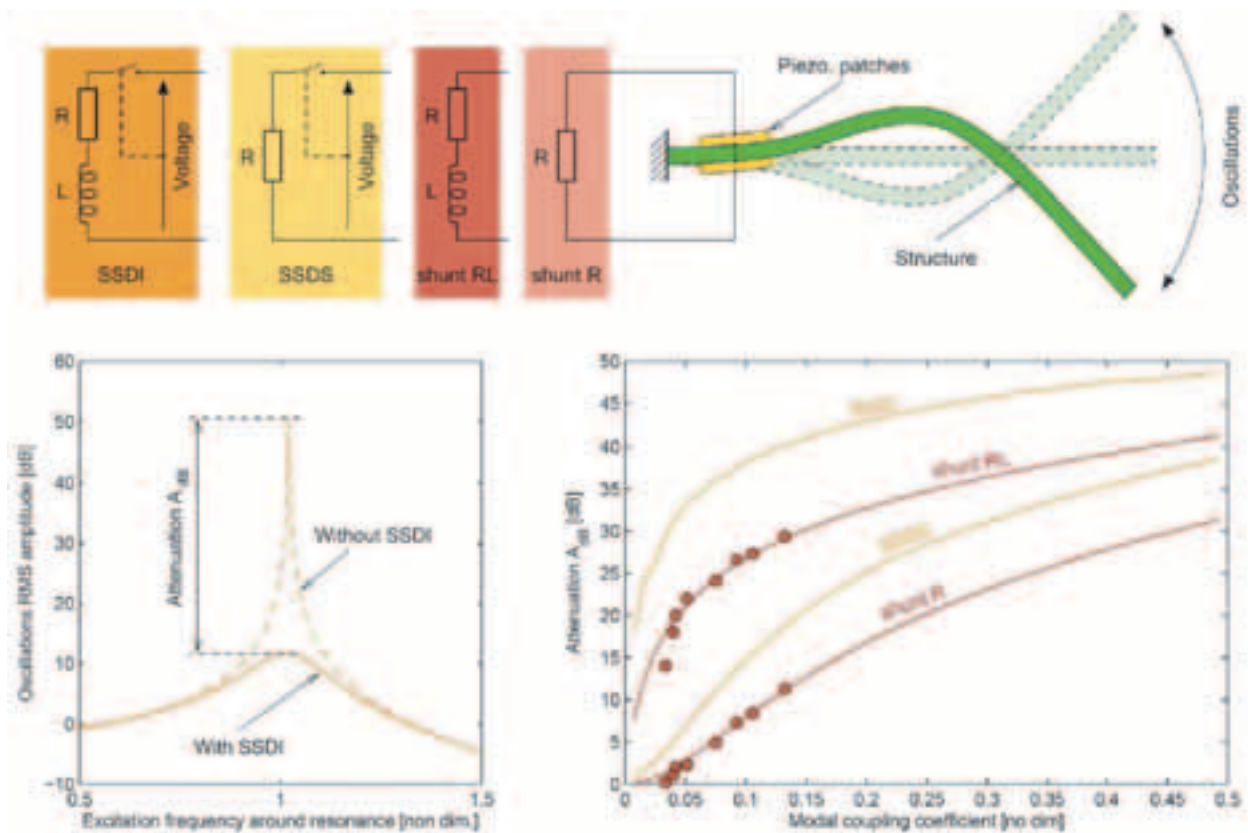 R
L
Voltage
SSDI
R
Voltage
SSDS
R
L
shunt RL
R
shunt R
Piezo. patches
Structure
Oscillations
Oscillations RMS amplitude [dB]
60
50
40
30
20
10
0
−10
0.5
1
1.5
Excitation frequency around resonance [non dim.]
Attenuation A dB
Without SSDI
With SSDI
Attenuation A dB [dB]
50
45
40
35
30
25
20
15
10
5
0
0
0.05
0.1
0.15
0.2
0.25
0.3
0.35
0.4
0.45
0.5
Modal coupling coefficient [no dim]
shunt RL
shunt R